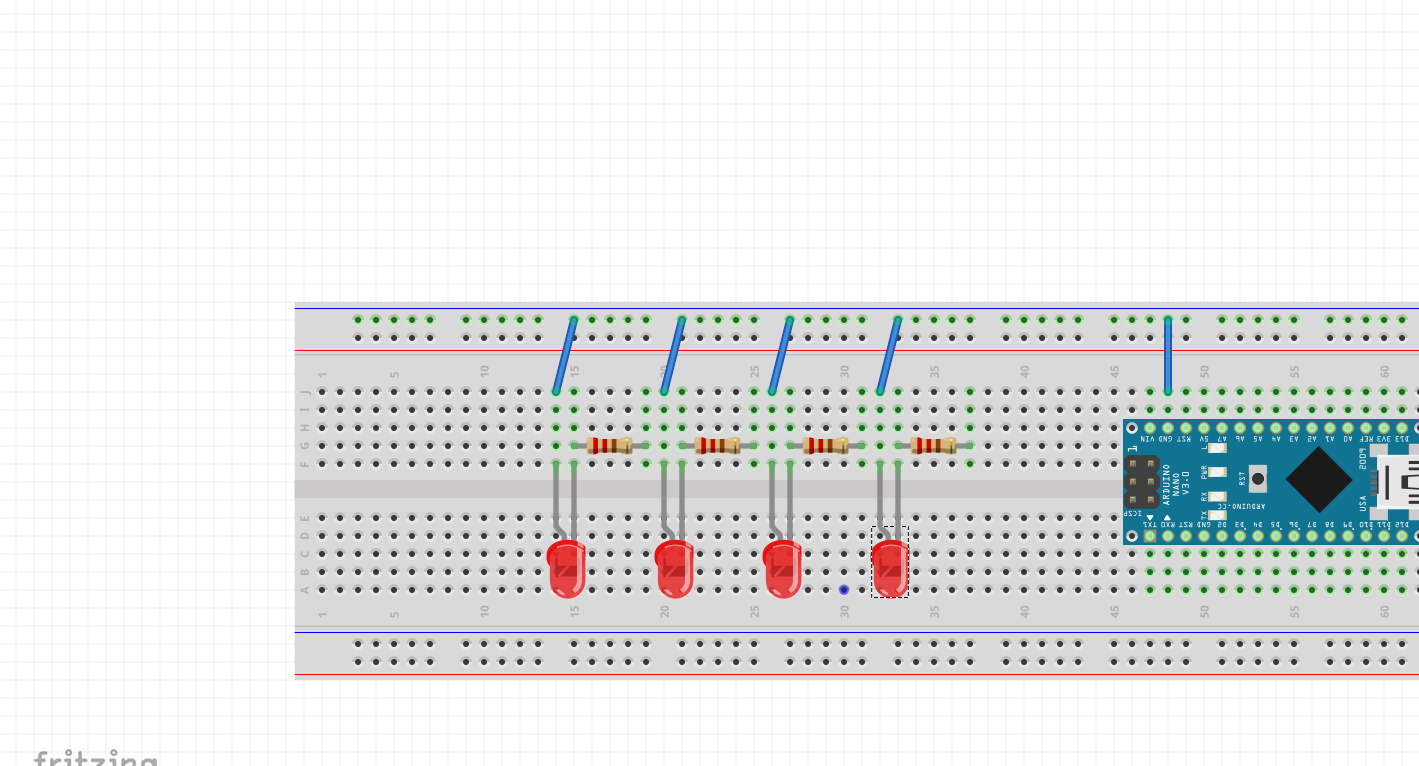 1 5 10 15 20 25 30 35 40 45 50 55 60
J
I
H
G
F
VIN GND RST 5V A7 A6 A5 A4 A3 A2 A1 A0 REF 3V3 D13
1
L
PWR
RX
TX
RST
ARDUINO
NANO
V3.0
ARDUINO.CC
USA
ICSP
TX1 RX0 RST GND D2 D3 D4 D5 D6 D7 D8 D9 D10 D11 D12
E
D
C
B
A
1 5 10 15 20 25 30 35 40 45 50 55 60
fritzing